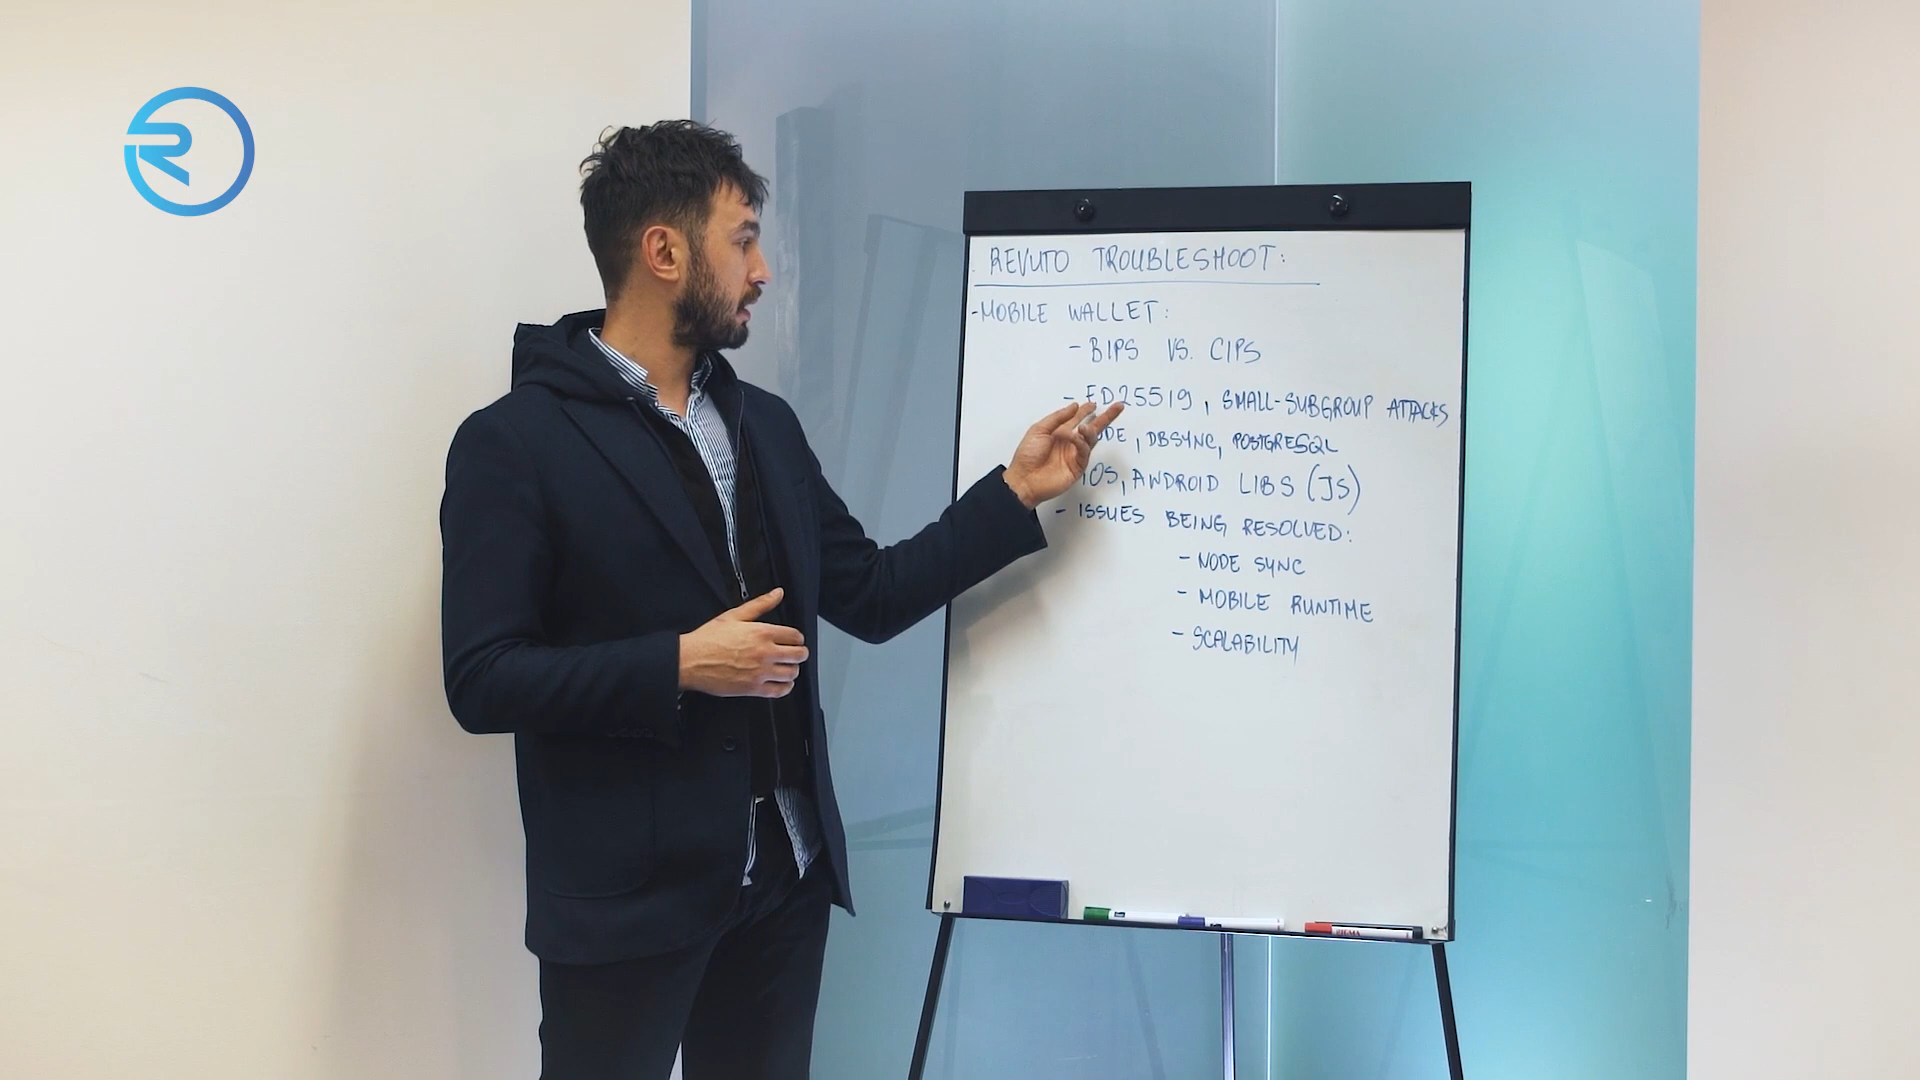 REVUTO TROUBLESHOOT:
-MOBILE WALLET:
- BIPS VS. CIPS
- ED25519, SMALL-SUBGROUP ATTACKS
DBSYNC, POSTGRESQL
iOS, ANDROID LIBS (JS)
- ISSUES BEING RESOLVED:
- NODE SYNC
- MOBILE RUNTIME
- SCALABILITY